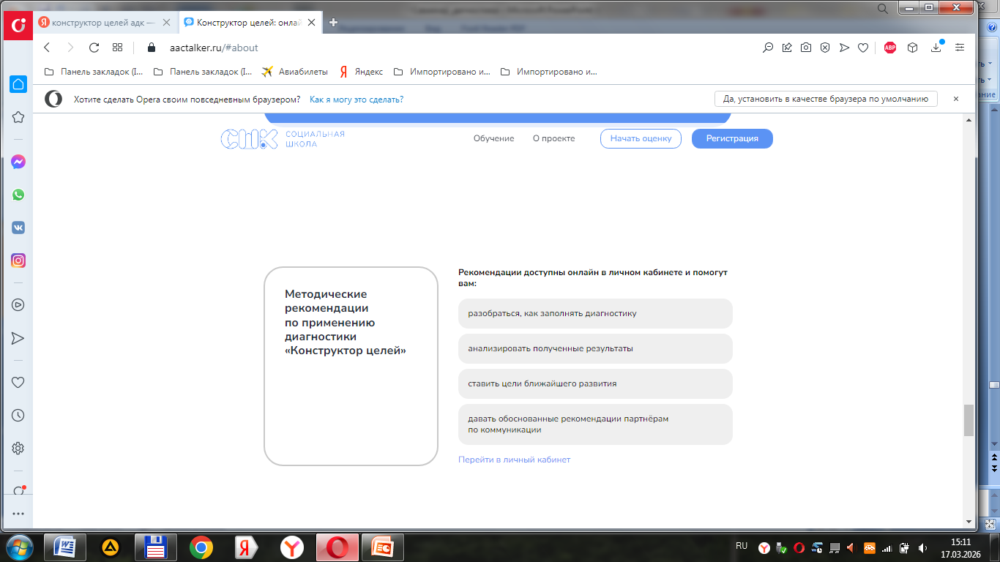 конструктор целей адк —
Конструктор целей: онлай
aactalker.ru/#about
ABP
Панель закладок (I...
Панель закладок (I...
Авиабилеты
Яндекс
Импортировано и...
Импортировано и...
Хотите сделать Opera своим повседневным браузером?
Как я могу это сделать?
Да, установить в качестве браузера по умолчанию
СШК
СОЦИАЛЬНАЯ
ШКОЛА
Обучение
О проекте
Начать оценку
Регистрация
Методические
рекомендации
по применению
диагностики
«Конструктор целей»
Рекомендации доступны онлайн в личном кабинете и помогут
вам:
разобраться, как заполнять диагностику
анализировать полученные результаты
ставить цели ближайшего развития
давать обоснованные рекомендации партнёрам
по коммуникации
Перейти в личный кабинет
RU
15:11
17.03.2026